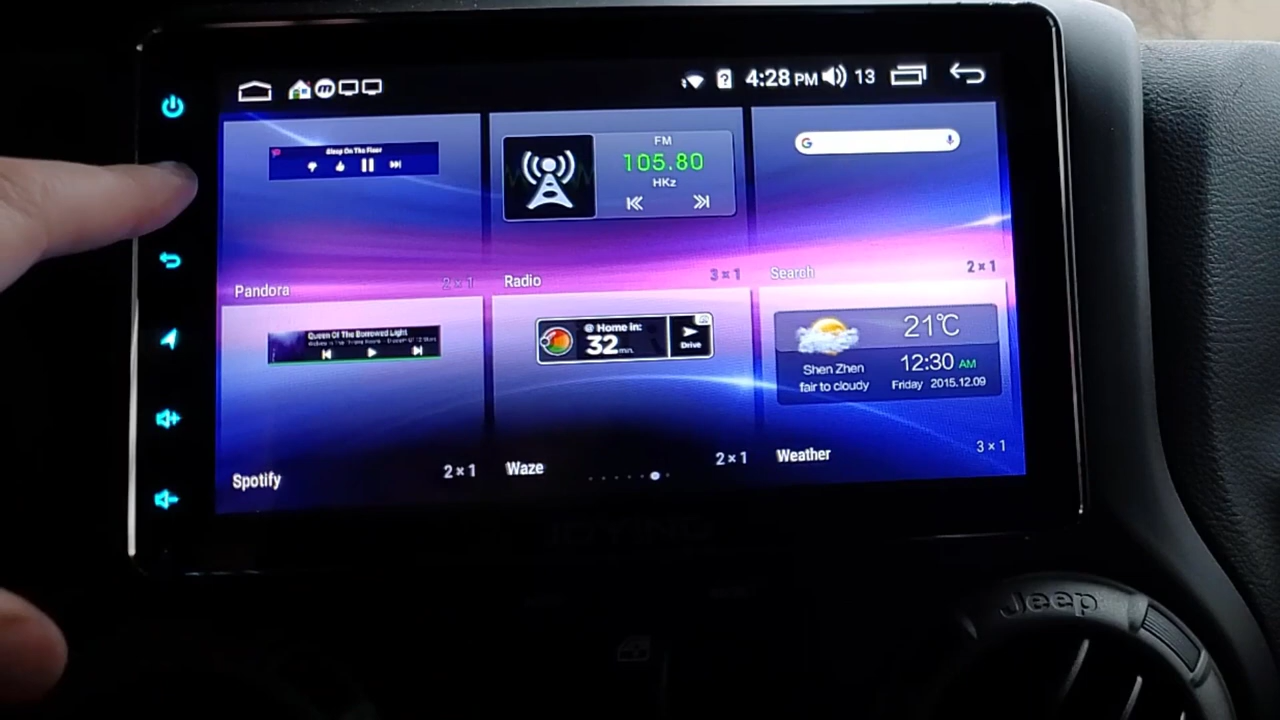 4:28 PM 13
Sleep On The Floor
Pandora 2 x 1
FM
105.80
HKz
Radio 3 x 1
G
Search 2 x 1
Queen Of The Borrowed Light
Spotify 2 x 1
@ Home in:
32 min.
Drive
Waze 2 x 1
21℃
Shen Zhen
12:30 AM
fair to cloudy
Friday 2015.12.09
Weather 3 x 1
JOYING
Jeep